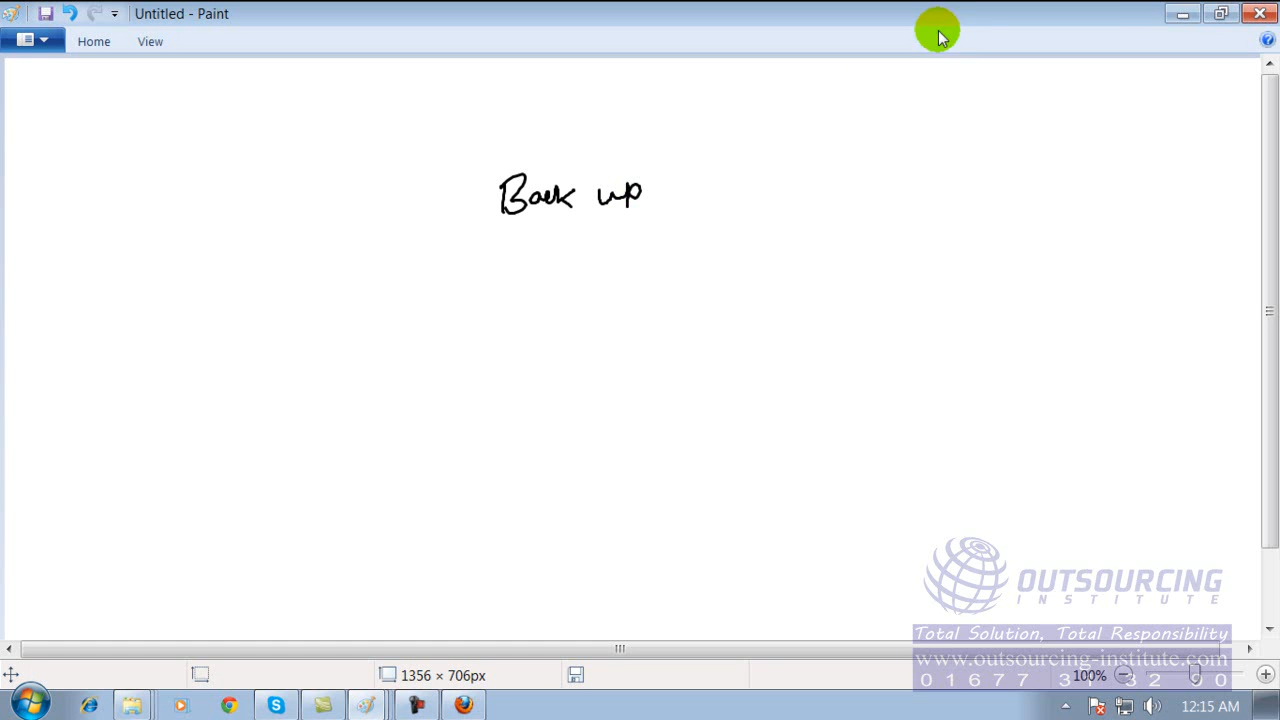 Untitled - Paint
Home View
Back up
OUTSOURCING
INSTITUTE
Total Solution, Total Responsibility
www.outsourcing-institute.com
1356 × 706px
100%
01677
12:15 AM